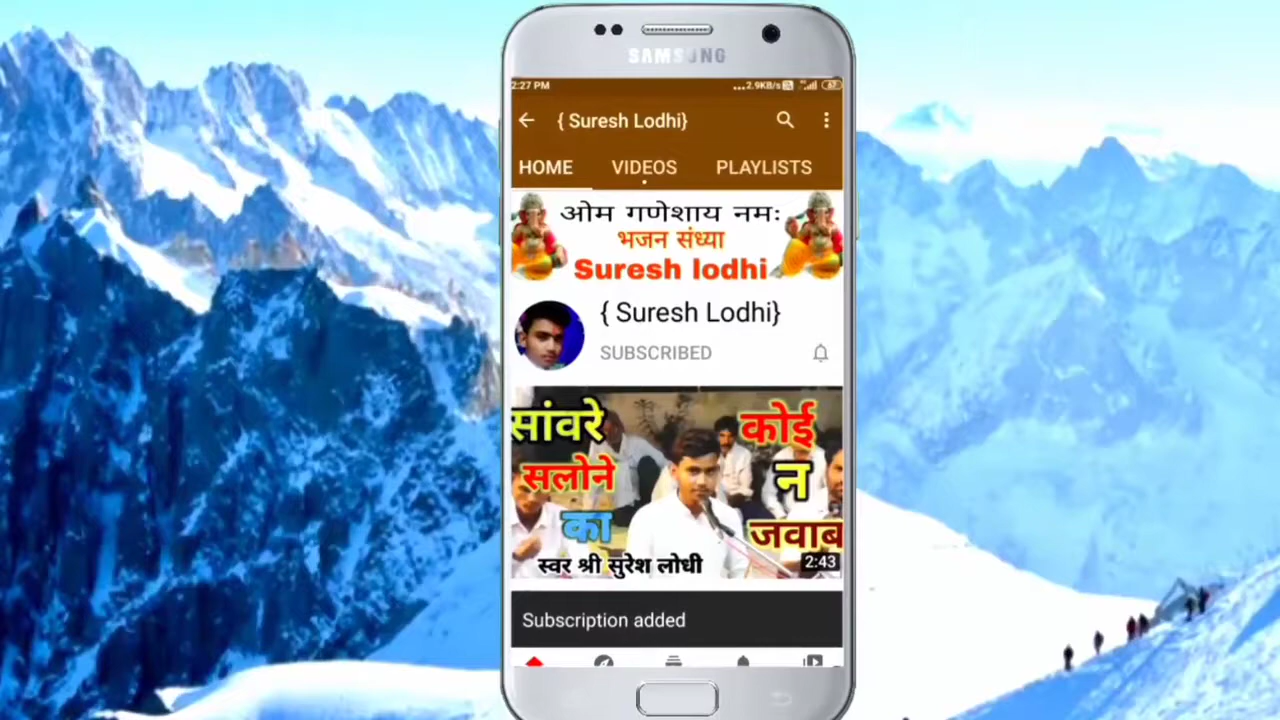 SAMSUNG
2:27 PM ...2.9KB/s 62
{ Suresh Lodhi}
HOME VIDEOS PLAYLISTS
ओम गणेशाय नमः
भजन संध्या
Suresh lodhi
{ Suresh Lodhi}
SUBSCRIBED
सांवरे कोई
सलोने न
का जवाब
स्वर श्री सुरेश लोधी 2:43
Subscription added